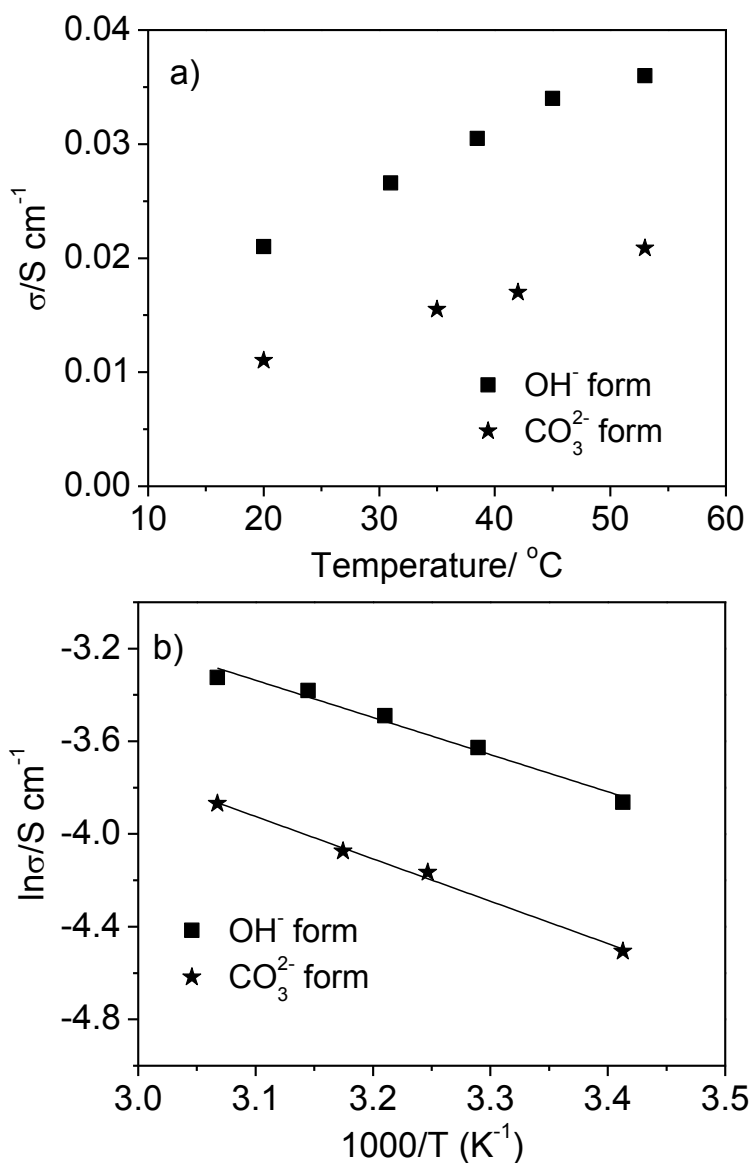 a)
0.04
0.03
0.02
0.01
0.00
σ/S cm⁻¹
OH⁻ form
CO₃²⁻ form
10 20 30 40 50 60
Temperature/ °C
b)
-3.2
-3.6
-4.0
-4.4
-4.8
lnσ/S cm⁻¹
OH⁻ form
CO₃²⁻ form
3.0 3.1 3.2 3.3 3.4 3.5
1000/T (K⁻¹)